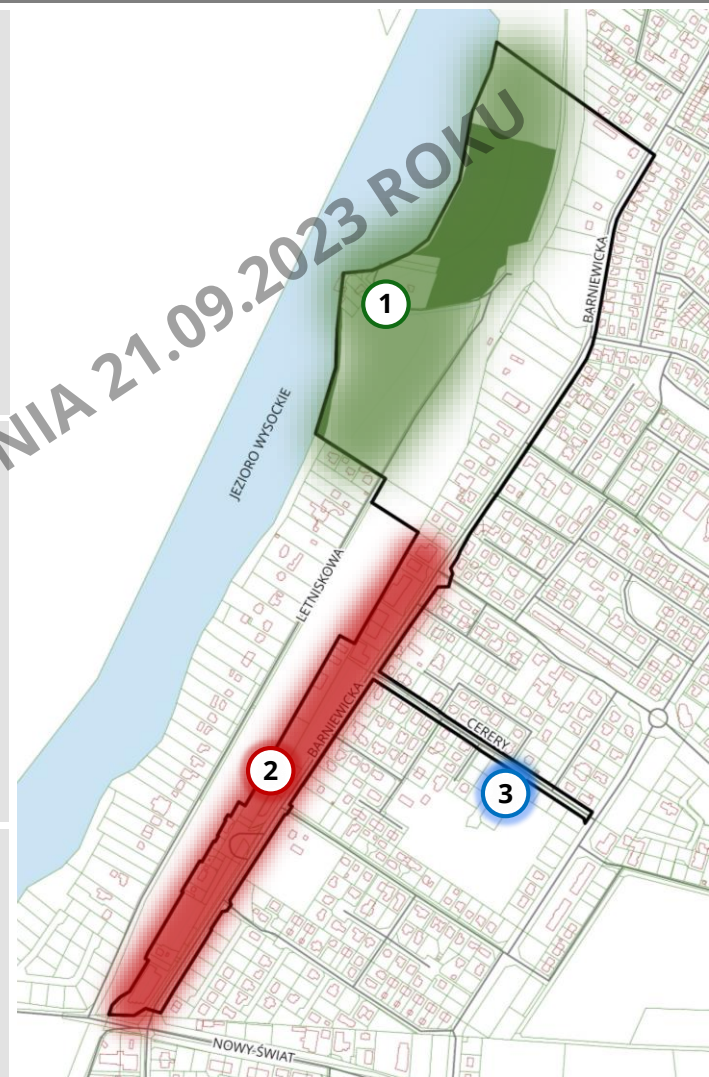 NIA 21.09.2023 ROKU
1
BARNIEWICKA
JEZIORO WYSOCKIE
LETNISKOWA
BARNIEWICKA
CERERY
2
3
NOWY-ŚWIAT